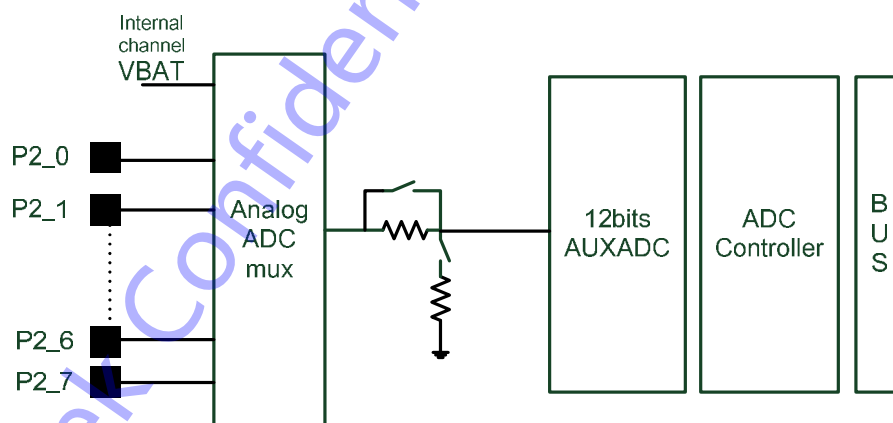 Internal
channel
VBAT
P2_0
P2_1
P2_6
P2_7
Analog
ADC
mux
12bits
AUXADC
ADC
Controller
B
U
S